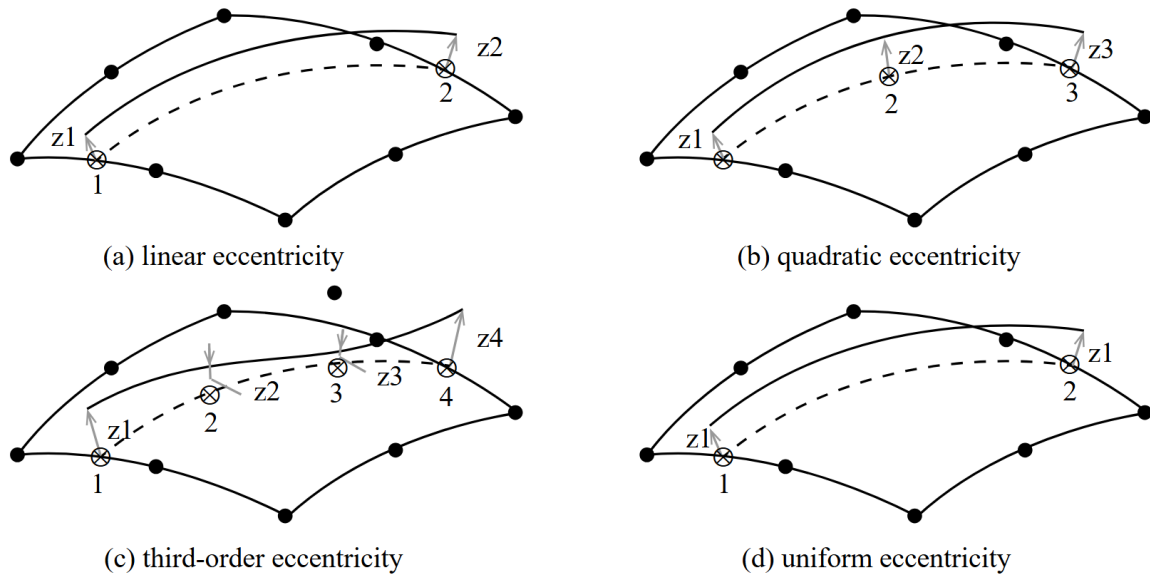 z2
2
z1
1
(a) linear eccentricity
z3
z2
2
3
z1
(b) quadratic eccentricity
z4
z2
z3
3
4
2
z1
1
(c) third-order eccentricity
z1
2
z1
1
(d) uniform eccentricity